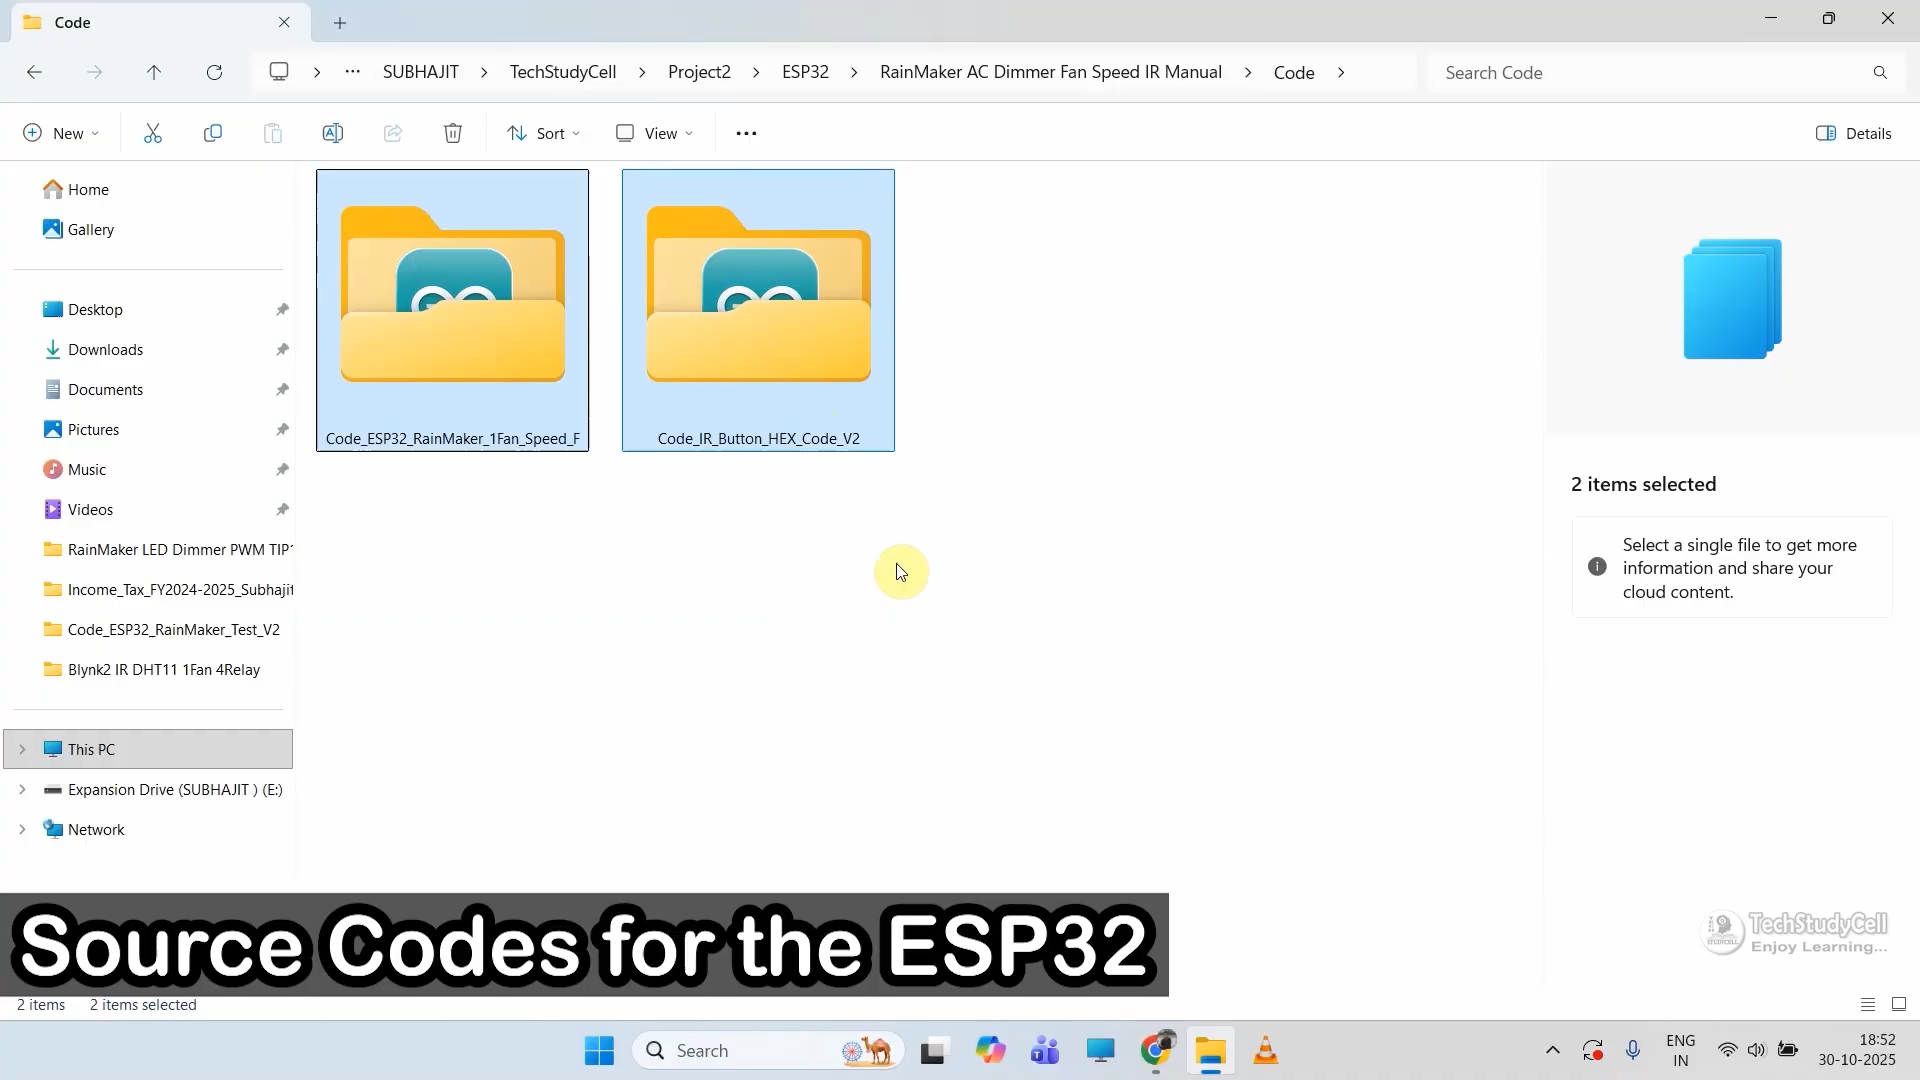 Code
SUBHAJIT
TechStudyCell
Project2
ESP32
RainMaker AC Dimmer Fan Speed IR Manual
Code
Search Code
New
Sort
View
Details
Home
Gallery
Desktop
Downloads
Documents
Pictures
Music
Videos
RainMaker LED Dimmer PWM TIP
Income_Tax_FY2024-2025_Subhajit
Code_ESP32_RainMaker_Test_V2
Blynk2 IR DHT11 1Fan 4Relay
This PC
Expansion Drive (SUBHAJIT ) (E:)
Network
Code_ESP32_RainMaker_1Fan_Speed_F
Code_IR_Button_HEX_Code_V2
2 items selected
Select a single file to get more
information and share your
cloud content.
Source Codes for the ESP32
TechStudyCell
Enjoy Learning...
2 items
2 items selected
Search
ENG
IN
18:52
30-10-2025